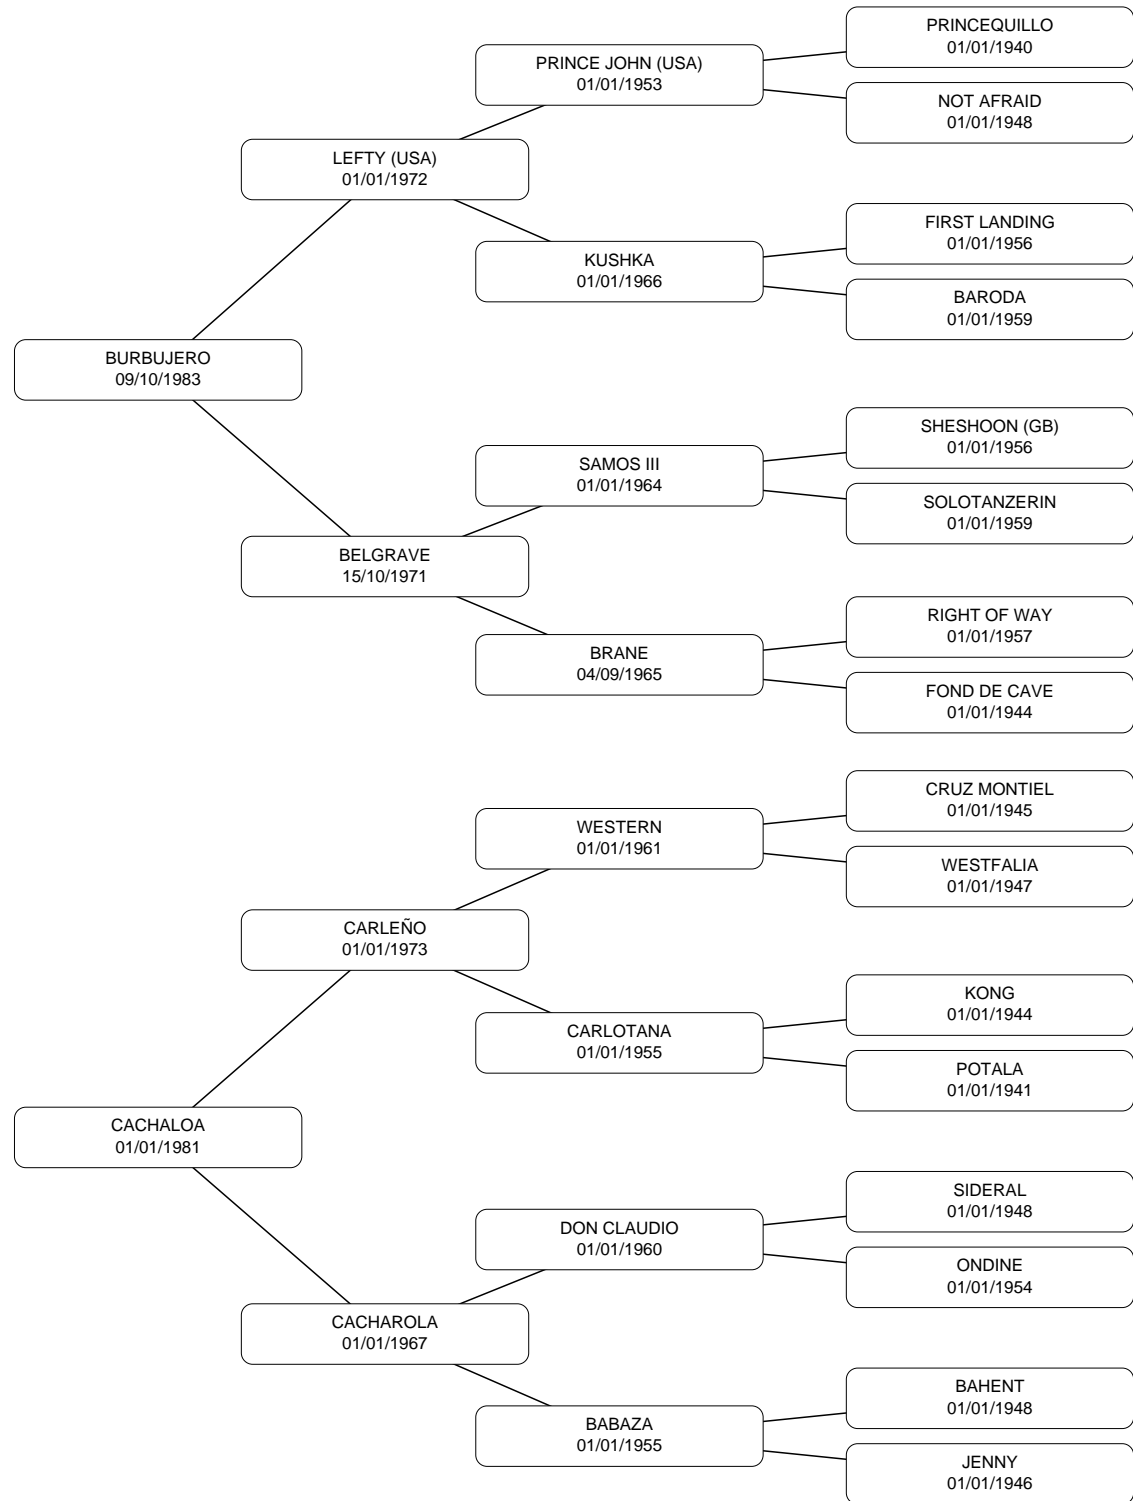 PRINCEQUILLO
01/01/1940
PRINCE JOHN (USA)
01/01/1953
NOT AFRAID
01/01/1948
LEFTY (USA)
01/01/1972
FIRST LANDING
01/01/1956
KUSHKA
01/01/1966
BARODA
01/01/1959
BURBUJERO
09/10/1983
SHESHOON (GB)
01/01/1956
SAMOS III
01/01/1964
SOLOTANZERIN
01/01/1959
BELGRAVE
15/10/1971
RIGHT OF WAY
01/01/1957
BRANE
04/09/1965
FOND DE CAVE
01/01/1944
CRUZ MONTIEL
01/01/1945
WESTERN
01/01/1961
WESTFALIA
01/01/1947
CARLEÑO
01/01/1973
KONG
01/01/1944
CARLOTANA
01/01/1955
POTALA
01/01/1941
CACHALOA
01/01/1981
SIDERAL
01/01/1948
DON CLAUDIO
01/01/1960
ONDINE
01/01/1954
CACHAROLA
01/01/1967
BAHENT
01/01/1948
BABAZA
01/01/1955
JENNY
01/01/1946